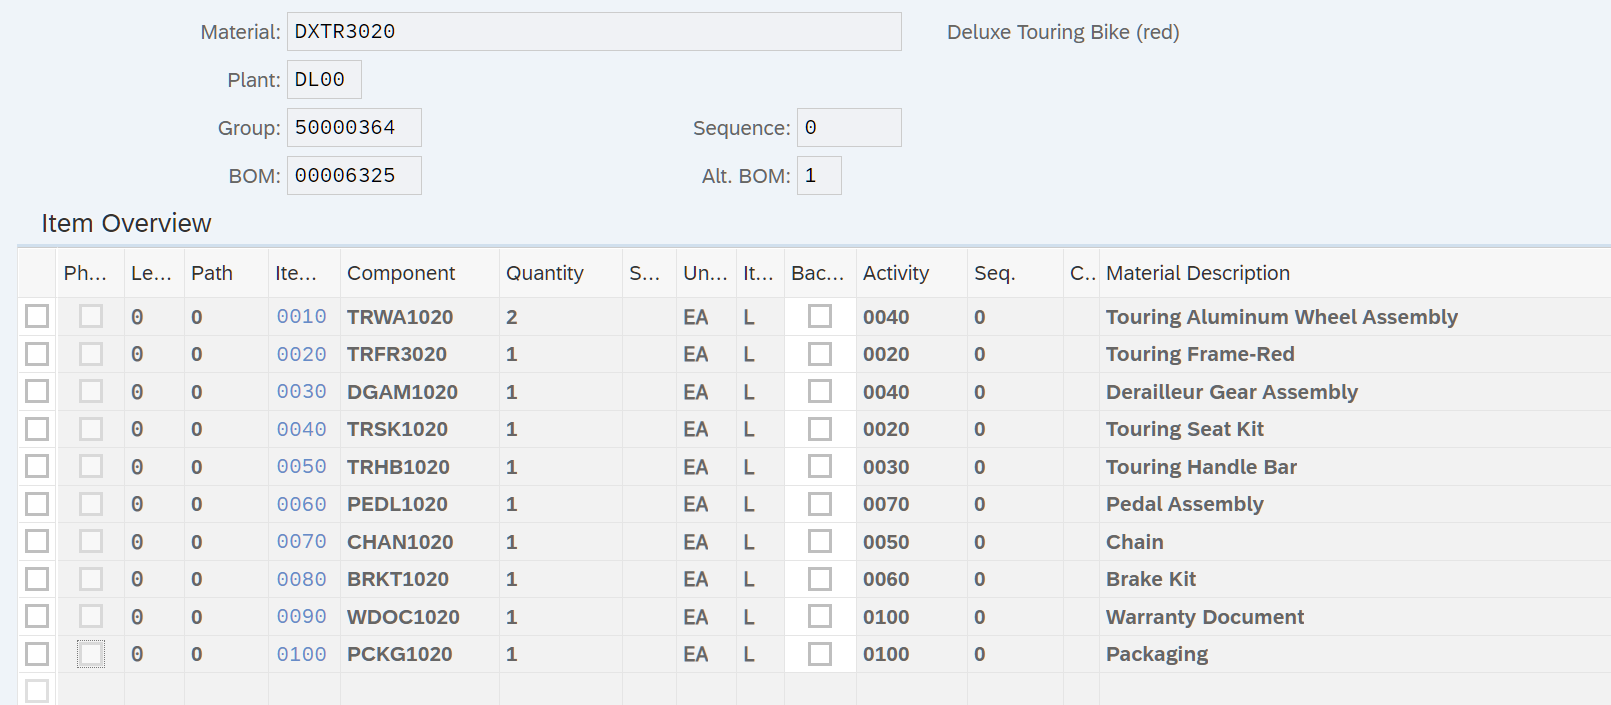 Material: DXTR3020 Deluxe Touring Bike (red)
Plant: DL00
Group: 50000364 Sequence: 0
BOM: 00006325 Alt. BOM: 1
Item Overview
Ph... Le... Path Ite... Component Quantity S... Un... It... Bac... Activity Seq. C.. Material Description
0 0 0010 TRWA1020 2 EA L 0040 0 Touring Aluminum Wheel Assembly
0 0 0020 TRFR3020 1 EA L 0020 0 Touring Frame-Red
0 0 0030 DGAM1020 1 EA L 0040 0 Derailleur Gear Assembly
0 0 0040 TRSK1020 1 EA L 0020 0 Touring Seat Kit
0 0 0050 TRHB1020 1 EA L 0030 0 Touring Handle Bar
0 0 0060 PEDL1020 1 EA L 0070 0 Pedal Assembly
0 0 0070 CHAN1020 1 EA L 0050 0 Chain
0 0 0080 BRKT1020 1 EA L 0060 0 Brake Kit
0 0 0090 WDOC1020 1 EA L 0100 0 Warranty Document
0 0 0100 PCKG1020 1 EA L 0100 0 Packaging